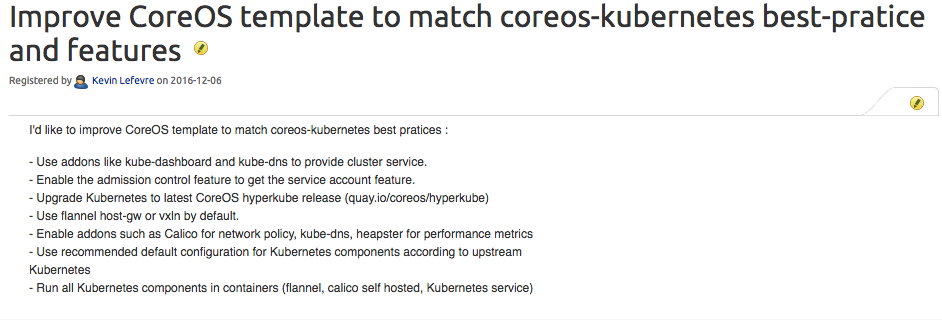 Improve CoreOS template to match coreos-kubernetes best-pratice
and features
Registered by Kevin Lefevre on 2016-12-06
I'd like to improve CoreOS template to match coreos-kubernetes best pratices :
- Use addons like kube-dashboard and kube-dns to provide cluster service.
- Enable the admission control feature to get the service account feature.
- Upgrade Kubernetes to latest CoreOS hyperkube release (quay.io/coreos/hyperkube)
- Use flannel host-gw or vxln by default.
- Enable addons such as Calico for network policy, kube-dns, heapster for performance metrics
- Use recommended default configuration for Kubernetes components according to upstream
Kubernetes
- Run all Kubernetes components in containers (flannel, calico self hosted, Kubernetes service)